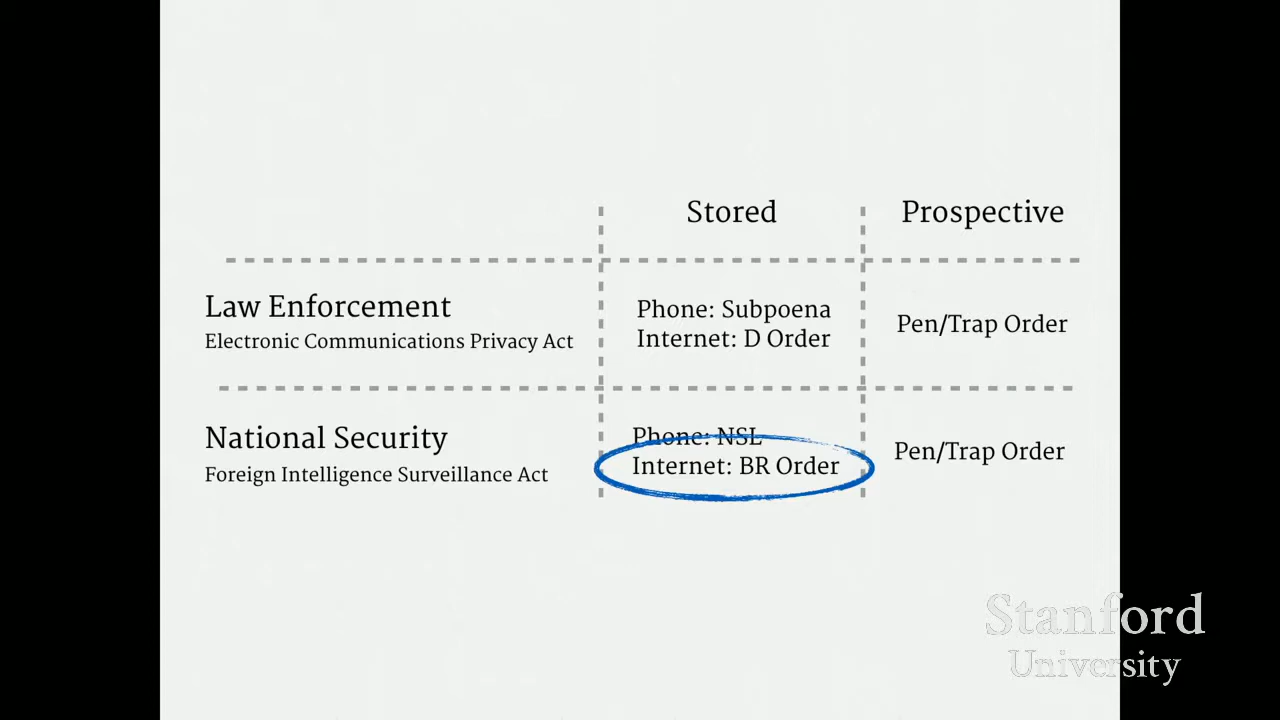 Stored
Prospective
Law Enforcement
Electronic Communications Privacy Act
Phone: Subpoena
Internet: D Order
Pen/Trap Order
National Security
Foreign Intelligence Surveillance Act
Phone: NSL
Internet: BR Order
Pen/Trap Order
Stanford
University